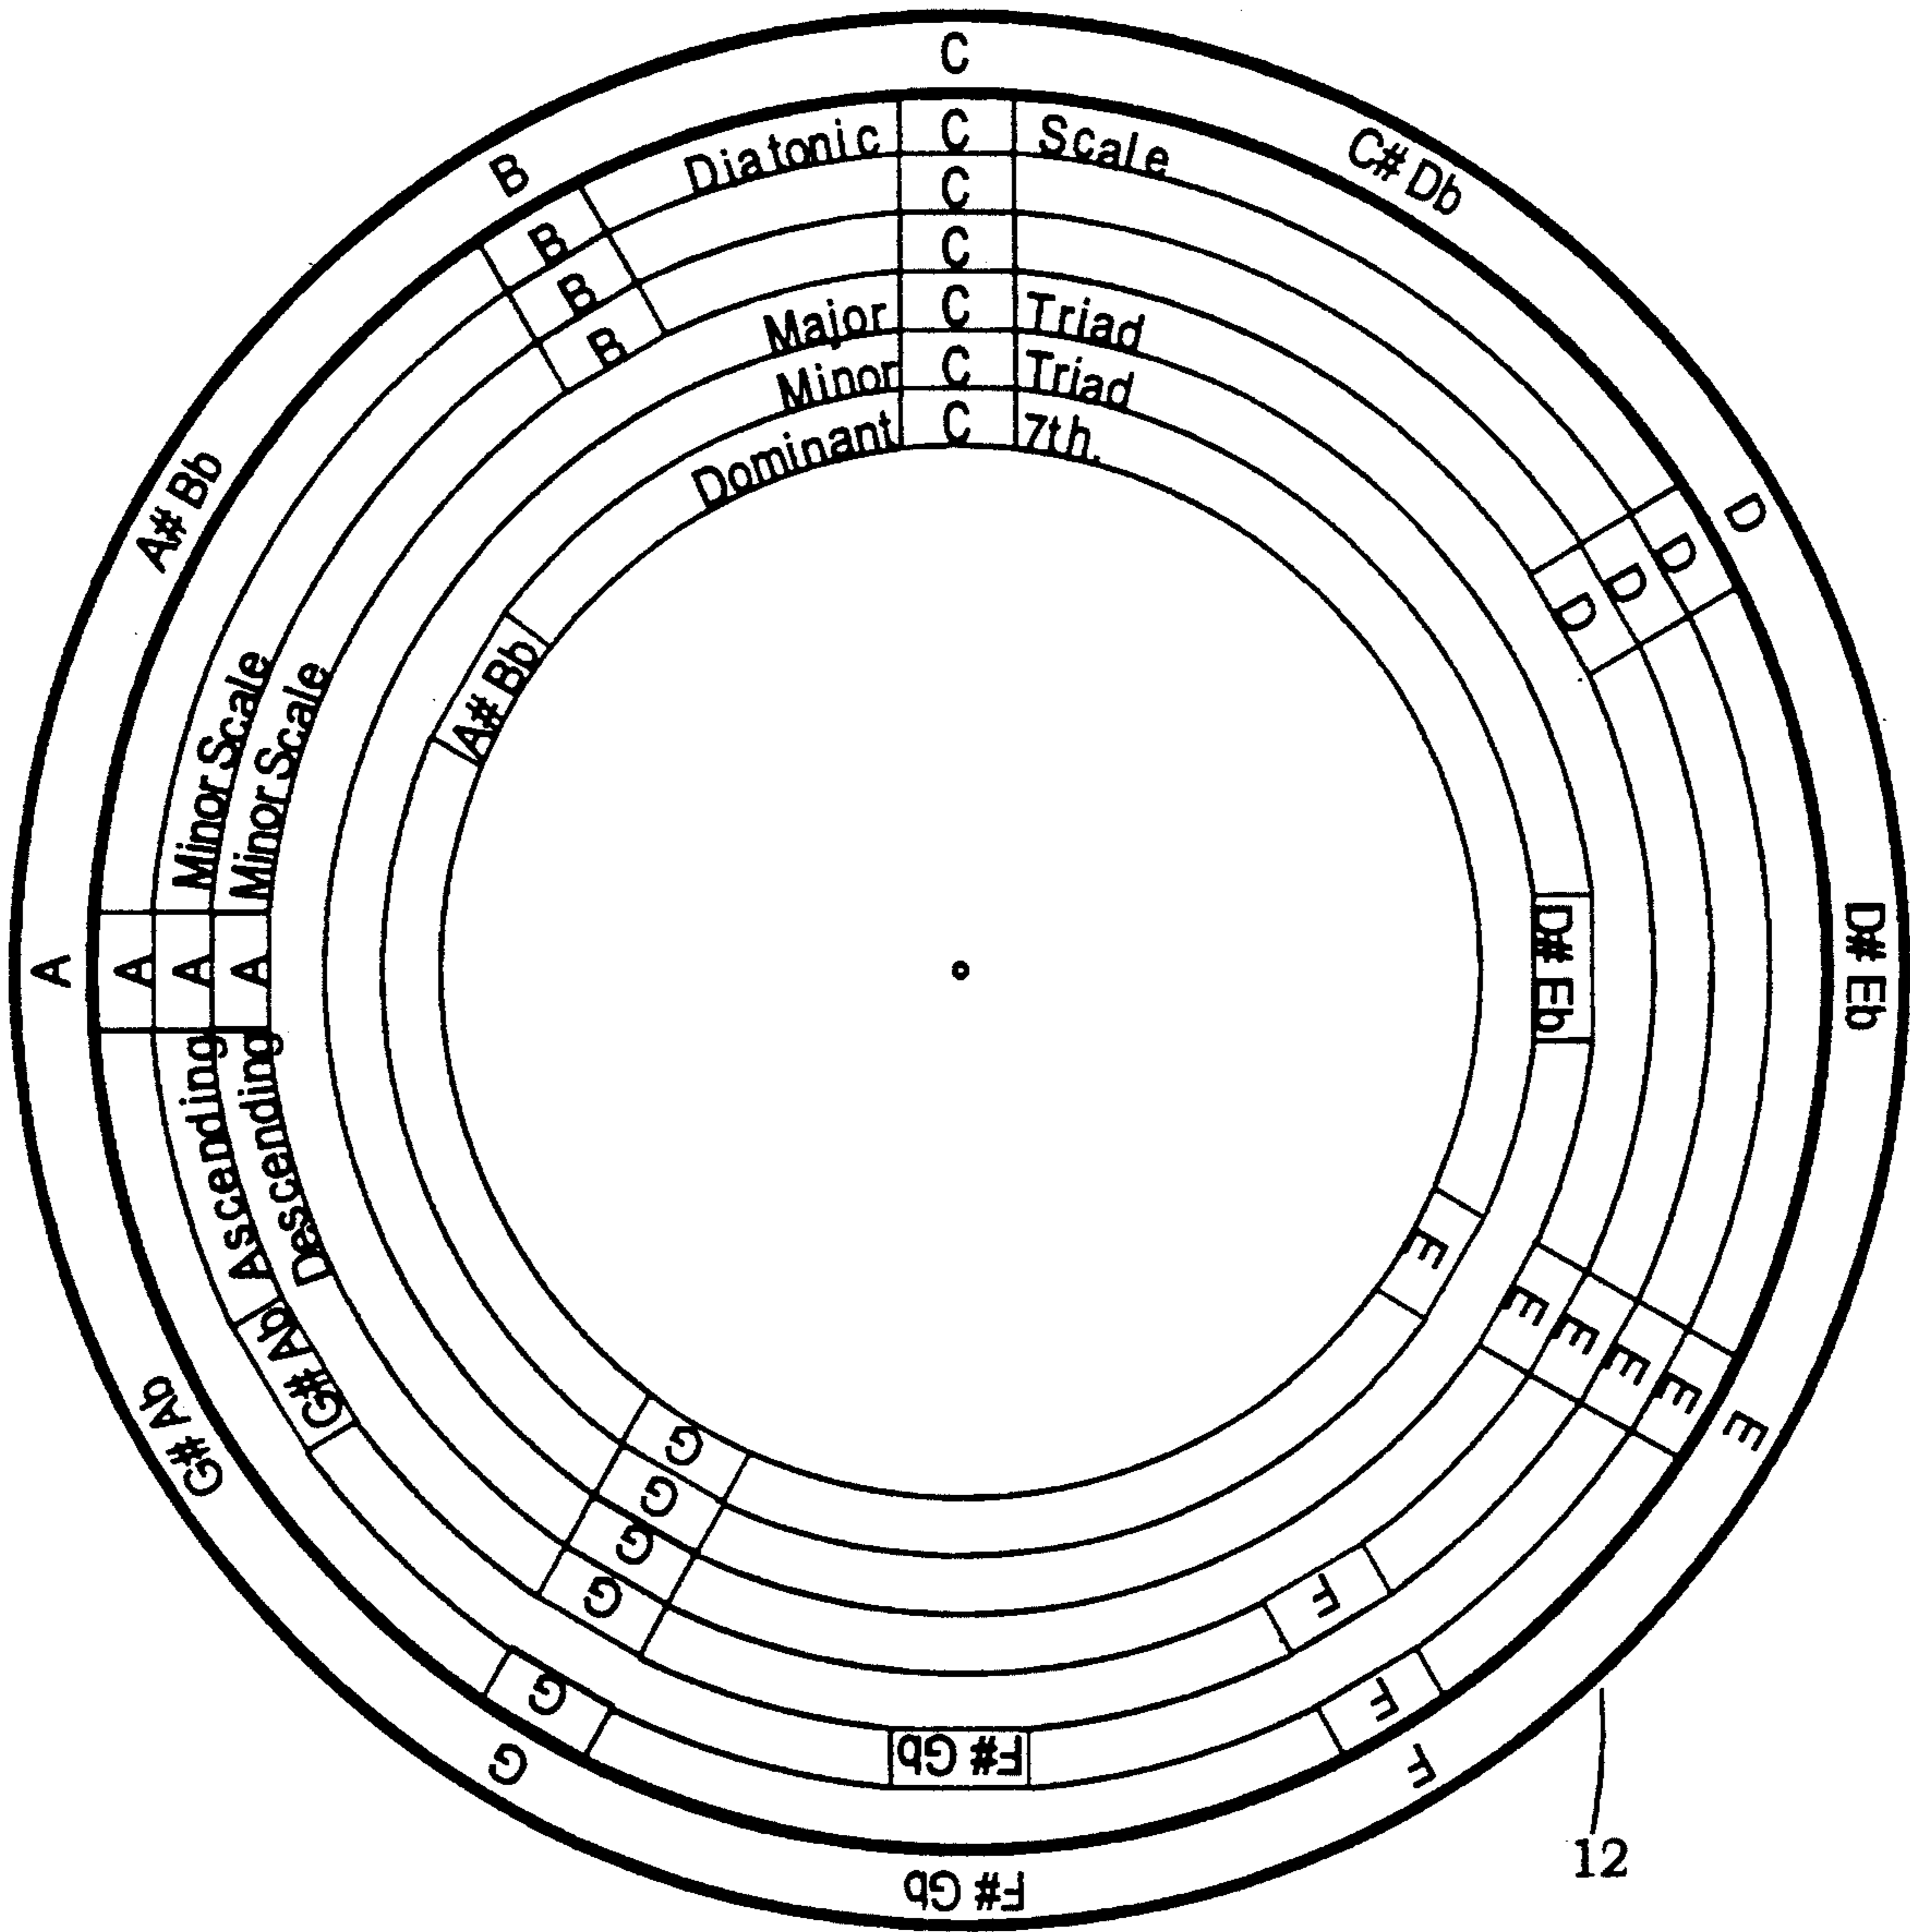 C
C# Db
D
D# Eb
E
F
F# Gb
G
G# Ab
A
A# Bb
B
Diatonic C Scale
D
E
F
G
A
B
C
D
E
F# Gb
G# Ab
Ascending A Minor Scale
B
C
D
E
F
G
Descending A Minor Scale
B
Major C Triad
E
G
Minor C Triad
D# Eb
G
Dominant C 7th.
E
G
A# Bb
12